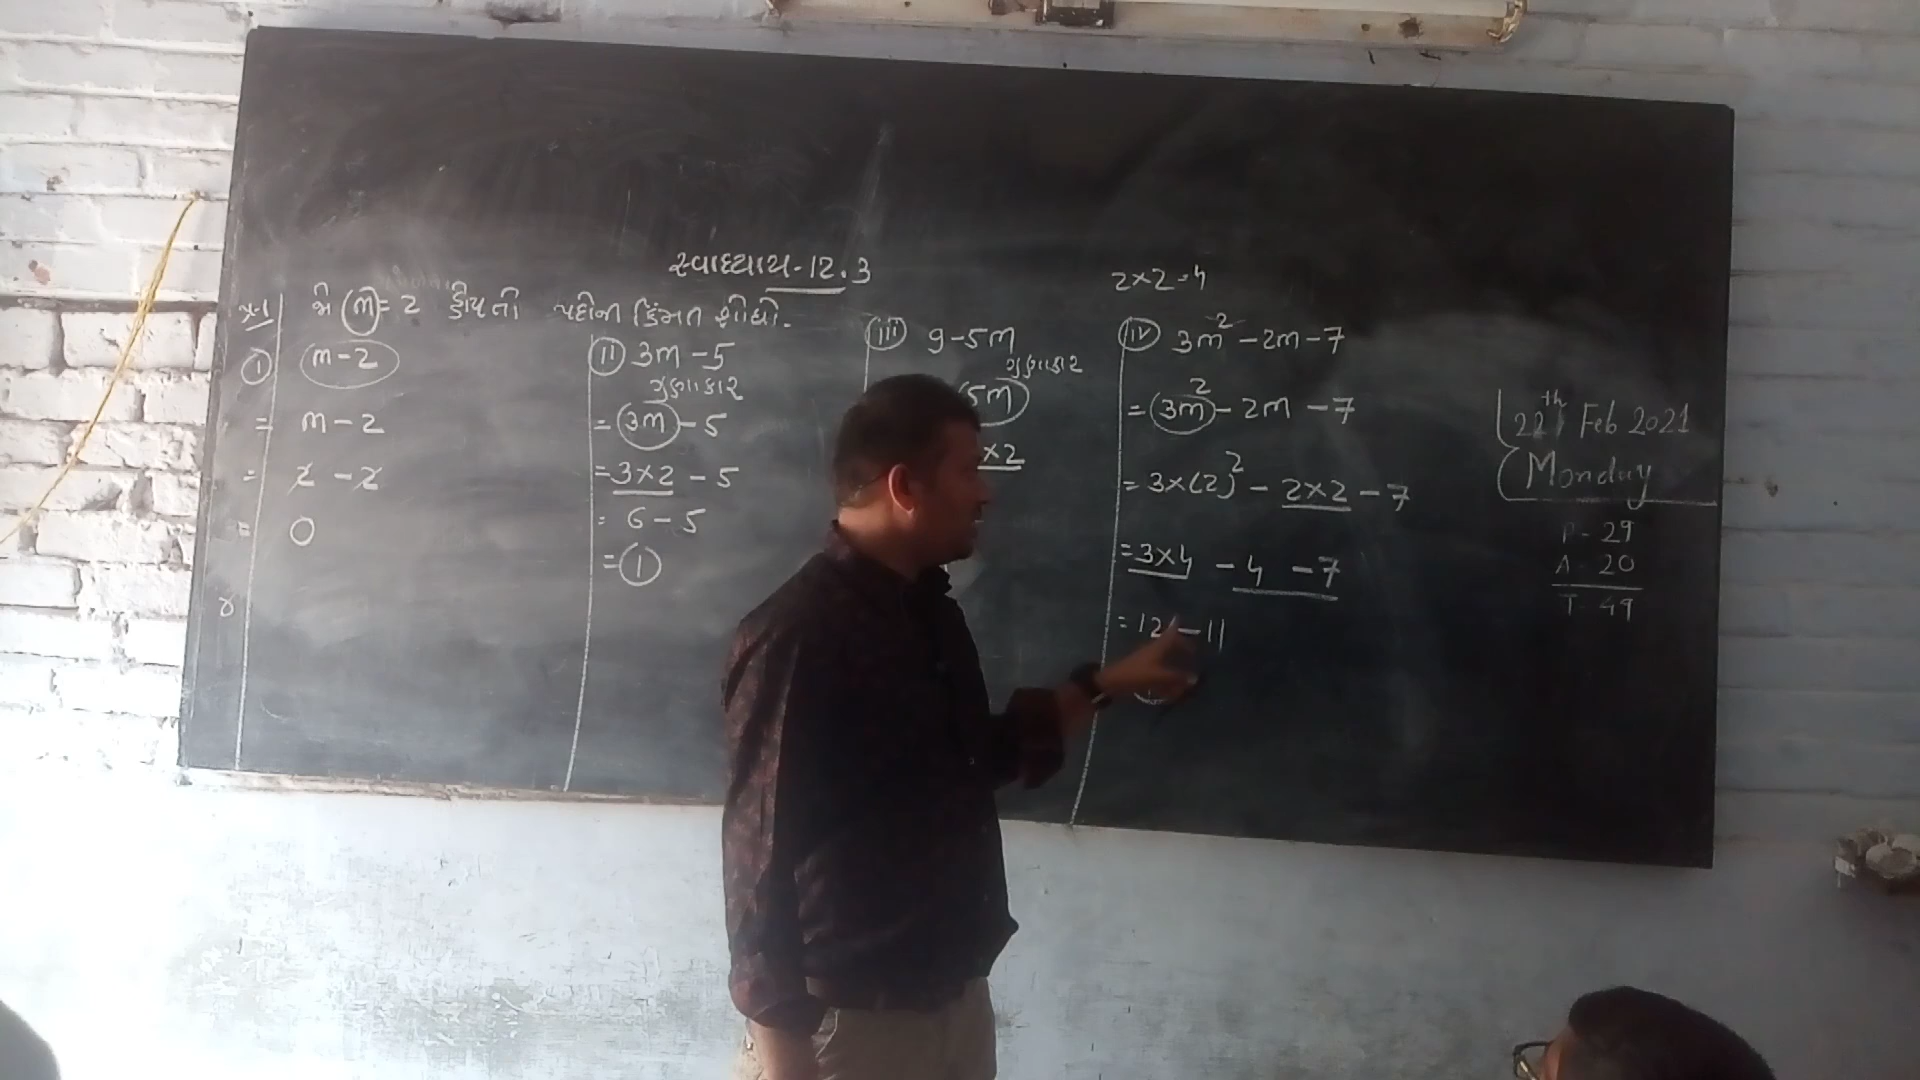 સ્વાધ્યાય-12.3
પ્ર-1 જો m = 2 હોય તો પદોની કિંમત શોધો.
i m-2
= m-2
= 2 - 2
= 0
ii 3m - 5
ગુણાકાર
= 3m - 5
= 3×2 - 5
= 6 - 5
= 1
iii 9-5m
ગુણાકાર
5m
×2
2×2=4
iv 3m² - 2m - 7
= 3m² - 2m - 7
= 3×(2)² - 2×2 - 7
= 3×4 - 4 - 7
= 12 - 11
22th Feb 2021
Monday
P - 29
A - 20
T - 49